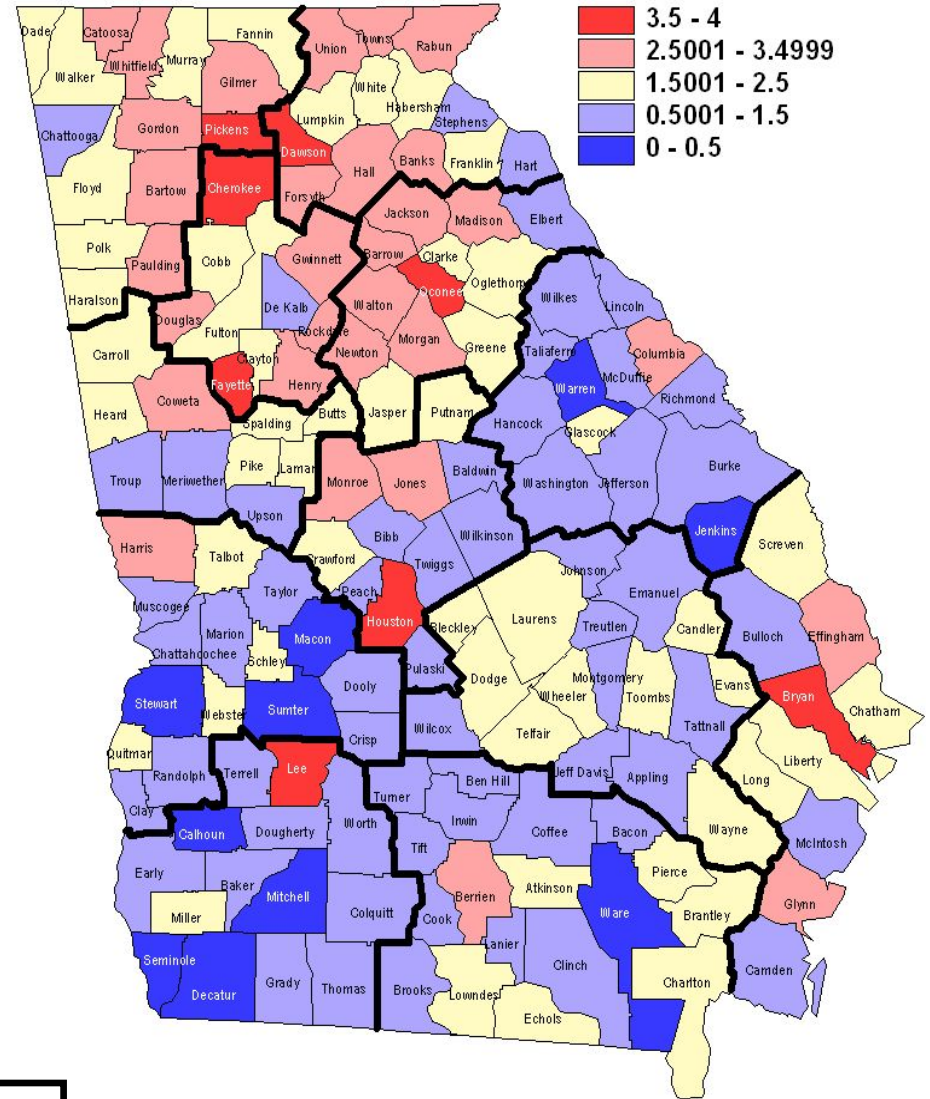 3.5 - 4
2.5001 - 3.4999
1.5001 - 2.5
0.5001 - 1.5
0 - 0.5
Dade
Catoosa
Fannin
Union
Towns
Rabun
Whitfield
Murray
Walker
Gilmer
White
Habersham
Lumpkin
Stephens
Chattooga
Gordon
Pickens
Dawson
Hall
Banks
Franklin
Hart
Floyd
Bartow
Cherokee
Forsyth
Jackson
Madison
Elbert
Polk
Paulding
Cobb
Gwinnett
Barrow
Clarke
Oconee
Oglethorp
Haralson
Douglas
Fulton
De Kalb
Walton
Wilkes
Lincoln
Rockdale
Carroll
Clayton
Newton
Morgan
Greene
Taliaferr
Columbia
Fayette
Henry
Warren
McDuffie
Richmond
Heard
Coweta
Spalding
Butts
Jasper
Putnam
Hancock
Glascock
Troup
Meriwether
Pike
Lamar
Monroe
Jones
Baldwin
Washington
Jefferson
Burke
Upson
Bibb
Wilkinson
Jenkins
Screven
Harris
Talbot
Crawford
Twiggs
Johnson
Muscogee
Taylor
Peach
Houston
Laurens
Emanuel
Marion
Macon
Bleckley
Treutlen
Candler
Bulloch
Effingham
Chattahoochee
Schley
Dooly
Pulaski
Dodge
Montgomery
Wheeler
Toombs
Evans
Bryan
Chatham
Stewart
Webster
Sumter
Crisp
Wilcox
Telfair
Tattnall
Quitman
Randolph
Terrell
Lee
Ben Hill
Jeff Davis
Appling
Long
Liberty
Clay
Calhoun
Dougherty
Worth
Turner
Irwin
Coffee
Bacon
Wayne
McIntosh
Early
Baker
Mitchell
Tift
Berrien
Atkinson
Pierce
Miller
Colquitt
Cook
Ware
Brantley
Glynn
Seminole
Decatur
Grady
Thomas
Brooks
Lanier
Lowndes
Clinch
Echols
Charlton
Camden